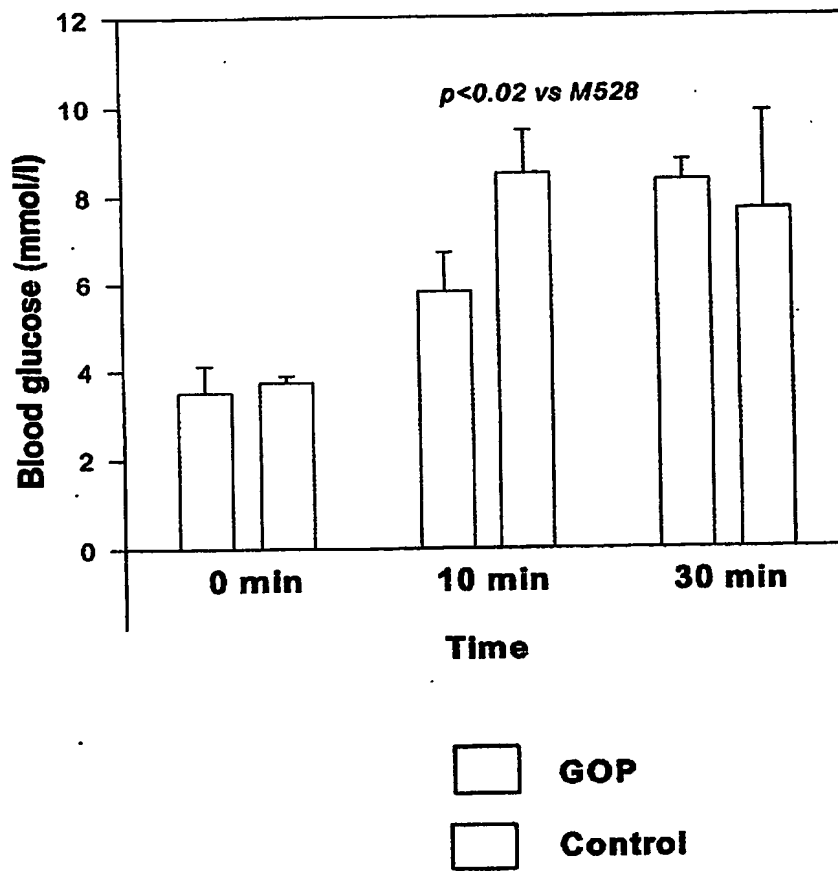 12
p<0.02 vs M528
10
8
6
4
2
0
Blood glucose (mmol/l)
0 min 10 min 30 min
Time
GOP
Control